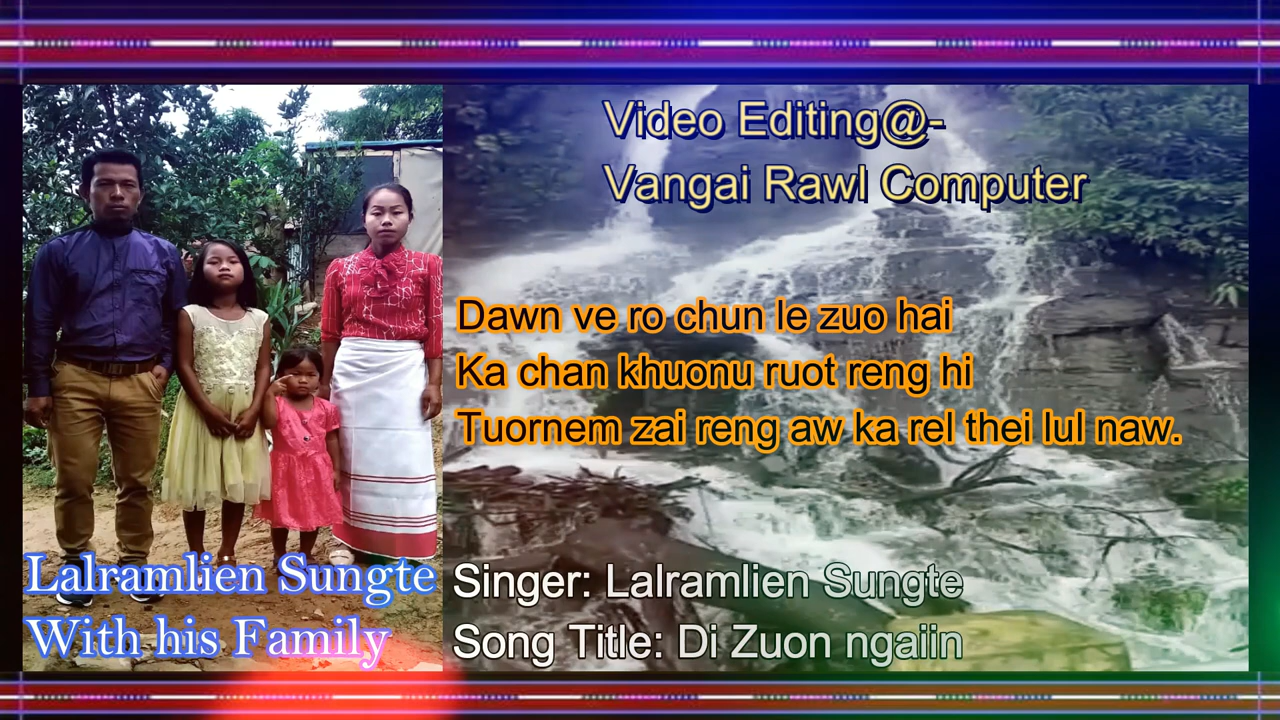 Video Editing@-
Vangai Rawl Computer
Dawn ve ro chun le zuo hai
Ka chan khuonu ruot reng hi
Tuornem zai reng aw ka rel thei lul naw.
Lalramlien Sungte
With his Family
Singer: Lalramlien Sungte
Song Title: Di Zuon ngaiin